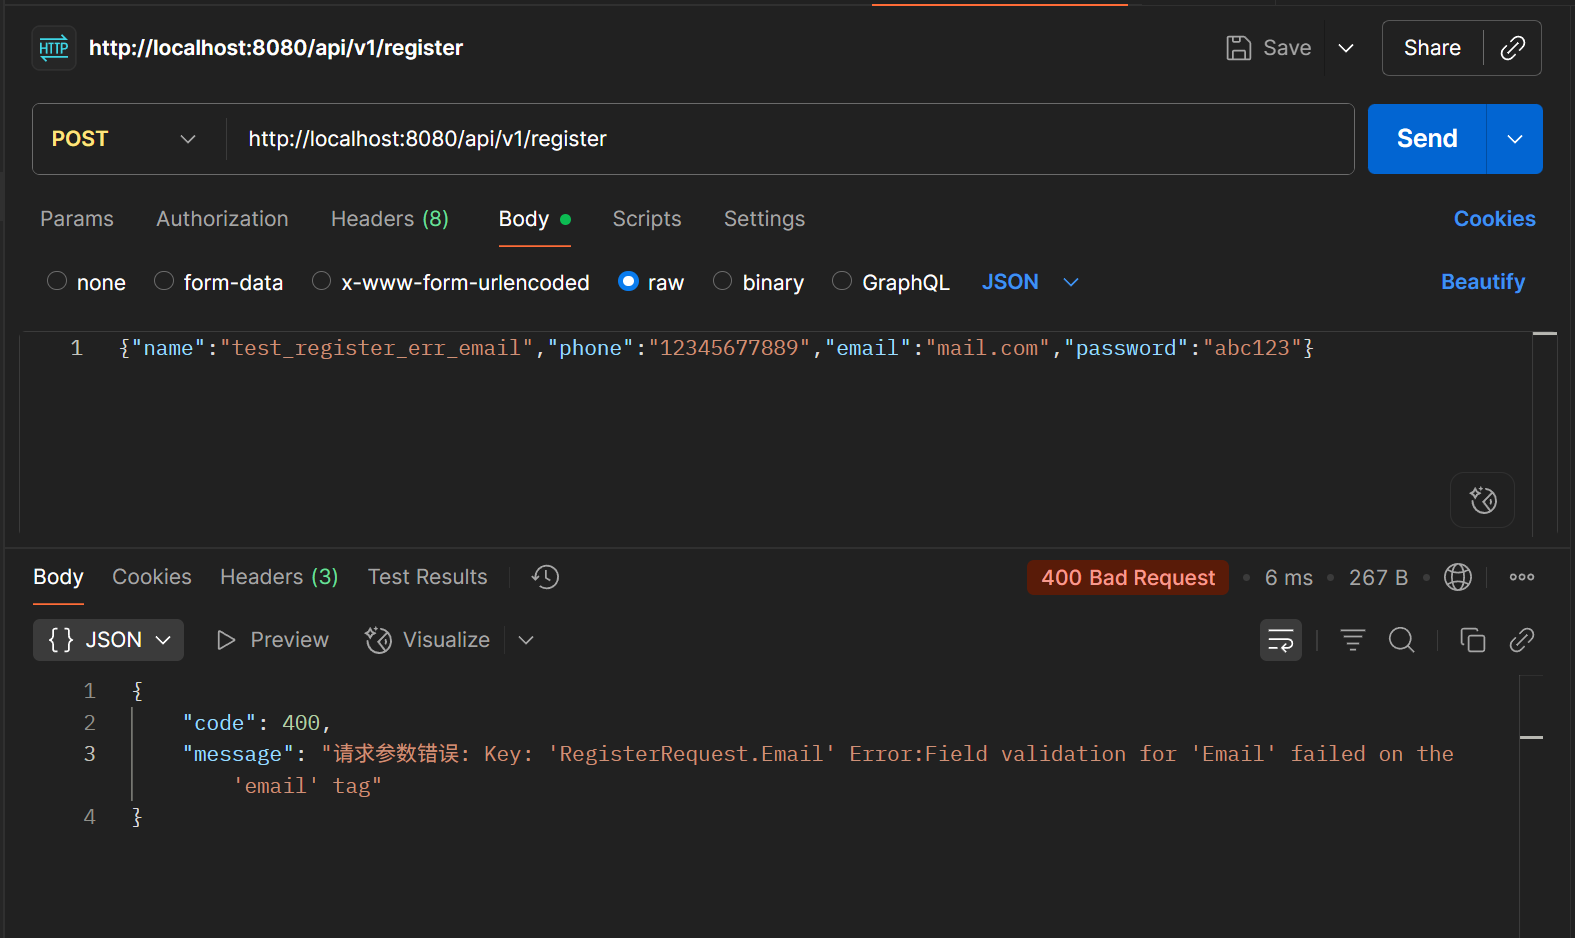 HTTP http://localhost:8080/api/v1/register Save Share
POST http://localhost:8080/api/v1/register Send
Params Authorization Headers (8) Body Scripts Settings Cookies
none form-data x-www-form-urlencoded raw binary GraphQL JSON Beautify
1 {"name":"test_register_err_email","phone":"12345677889","email":"mail.com","password":"abc123"}
Body Cookies Headers (3) Test Results 400 Bad Request • 6 ms • 267 B •
{} JSON Preview Visualize
1 {
2 "code": 400,
3 "message": "请求参数错误: Key: 'RegisterRequest.Email' Error:Field validation for 'Email' failed on the
'email' tag"
4 }